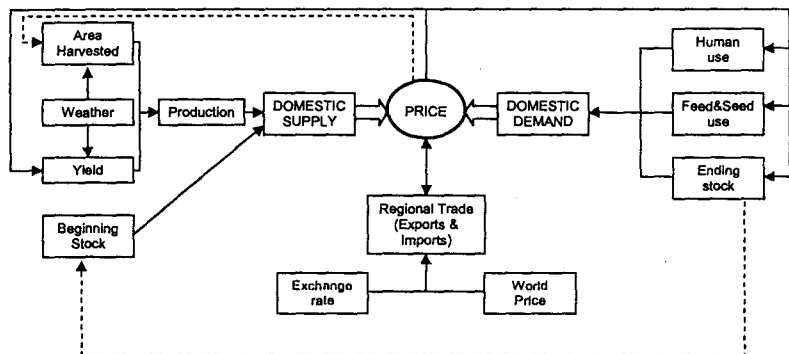 Area
Harvested
Weather
Yield
Beginning
Stock
Production
DOMESTIC
SUPPLY
PRICE
DOMESTIC
DEMAND
Regional Trade
(Exports &
Imports)
Exchange
rate
World
Price
Human
use
Feed&Seed
use
Ending
stock